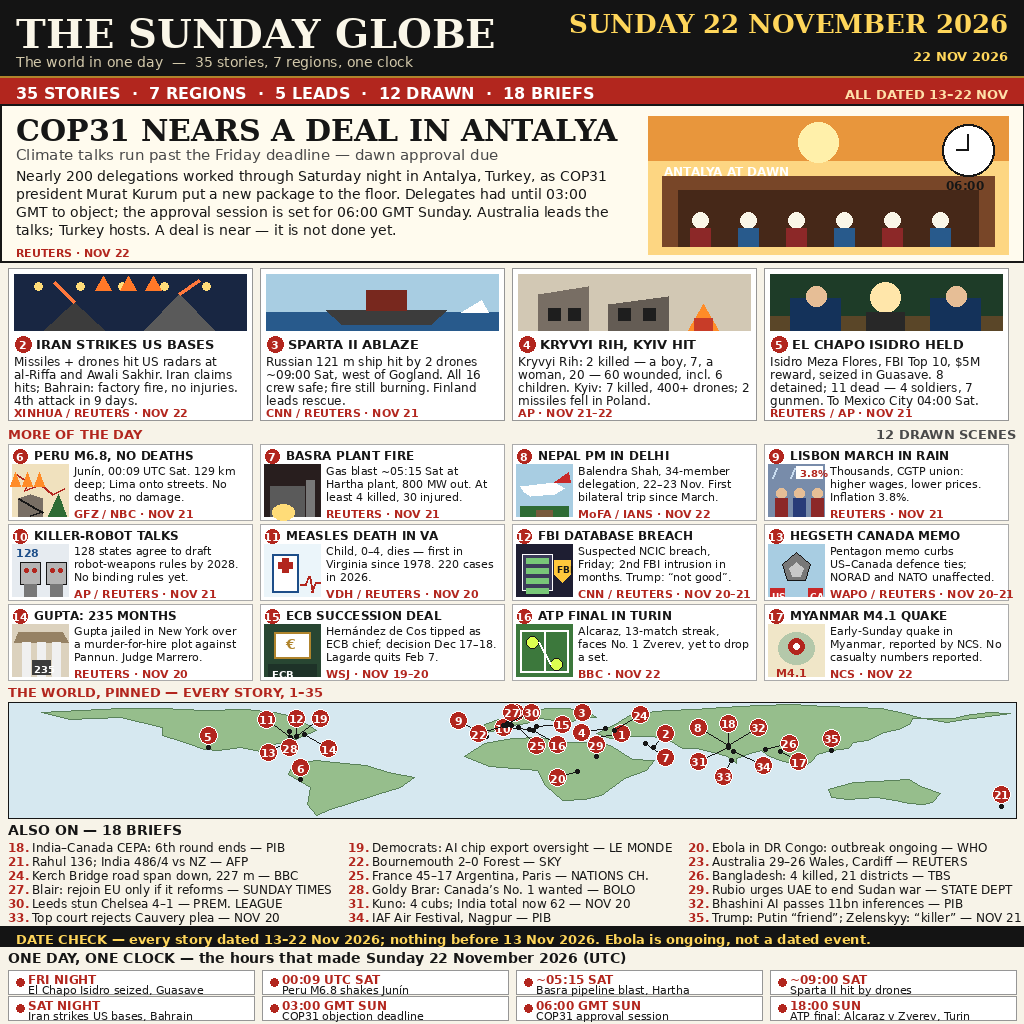 THE SUNDAY GLOBE
SUNDAY 22 NOVEMBER 2026
The world in one day — 35 stories, 7 regions, one clock
22 NOV 2026
35 STORIES · 7 REGIONS · 5 LEADS · 12 DRAWN · 18 BRIEFS
ALL DATED 13–22 NOV
COP31 NEARS A DEAL IN ANTALYA
Climate talks run past the Friday deadline — dawn approval due
Nearly 200 delegations worked through Saturday night in Antalya, Turkey, as COP31
president Murat Kurum put a new package to the floor. Delegates had until 03:00
GMT to object; the approval session is set for 06:00 GMT Sunday. Australia leads the
talks; Turkey hosts. A deal is near — it is not done yet.
REUTERS · NOV 22
ANTALYA AT DAWN
06:00
2 IRAN STRIKES US BASES
Missiles + drones hit US radars at
al-Riffa and Awali Sakhir. Iran claims
hits; Bahrain: factory fire, no injuries.
4th attack in 9 days.
XINHUA / REUTERS · NOV 22
3 SPARTA II ABLAZE
Russian 121 m ship hit by 2 drones
~09:00 Sat, west of Gogland. All 16
crew safe; fire still burning. Finland
leads rescue.
CNN / REUTERS · NOV 21
4 KRYVYI RIH, KYIV HIT
Kryvyi Rih: 2 killed — a boy, 7, a
woman, 20 — 60 wounded, incl. 6
children. Kyiv: 7 killed, 400+ drones; 2
missiles fell in Poland.
AP · NOV 21–22
5 EL CHAPO ISIDRO HELD
Isidro Meza Flores, FBI Top 10, $5M
reward, seized in Guasave. 8
detained; 11 dead — 4 soldiers, 7
gunmen. To Mexico City 04:00 Sat.
REUTERS / AP · NOV 21
MORE OF THE DAY
12 DRAWN SCENES
6 PERU M6.8, NO DEATHS
Junín, 00:09 UTC Sat. 129 km
deep; Lima onto streets. No
deaths, no damage.
GFZ / NBC · NOV 21
7 BASRA PLANT FIRE
Gas blast ~05:15 Sat at
Hartha plant, 800 MW out. At
least 4 killed, 30 injured.
REUTERS · NOV 21
8 NEPAL PM IN DELHI
Balendra Shah, 34-member
delegation, 22–23 Nov. First
bilateral trip since March.
MoFA / IANS · NOV 22
9 LISBON MARCH IN RAIN
3.8%
Thousands, CGTP union:
higher wages, lower prices.
Inflation 3.8%.
REUTERS · NOV 21
10 KILLER-ROBOT TALKS
128
128 states agree to draft
robot-weapons rules by 2028.
No binding rules yet.
AP / REUTERS · NOV 21
11 MEASLES DEATH IN VA
Child, 0–4, dies — first in
Virginia since 1978. 220 cases
in 2026.
VDH / REUTERS · NOV 20
12 FBI DATABASE BREACH
Suspected NCIC breach,
Friday; 2nd FBI intrusion in
months. Trump: “not good”.
CNN / REUTERS · NOV 20–21
13 HEGSETH CANADA MEMO
US CA
Pentagon memo curbs
US–Canada defence ties;
NORAD and NATO unaffected.
WAPO / REUTERS · NOV 20–21
14 GUPTA: 235 MONTHS
235
Gupta jailed in New York over
a murder-for-hire plot against
Pannun. Judge Marrero.
REUTERS · NOV 20
15 ECB SUCCESSION DEAL
€
ECB
Hernández de Cos tipped as
ECB chief; decision Dec 17–18.
Lagarde quits Feb 7.
WSJ · NOV 19–20
16 ATP FINAL IN TURIN
Alcaraz, 13-match streak,
faces No. 1 Zverev, yet to drop
a set.
BBC · NOV 22
17 MYANMAR M4.1 QUAKE
M4.1
Early-Sunday quake in
Myanmar, reported by NCS. No
casualty numbers reported.
NCS · NOV 22
THE WORLD, PINNED — EVERY STORY, 1–35
5 11 12 19 13 28 14 6 9 22 10 27 30 3 15 25 16 4 29 1 24 2 7 20 8 18 32 31 33 34 26 17 35 21
ALSO ON — 18 BRIEFS
18. India–Canada CEPA: 6th round ends — PIB
19. Democrats: AI chip export oversight — LE MONDE
20. Ebola in DR Congo: outbreak ongoing — WHO
21. Rahul 136; India 486/4 vs NZ — AFP
22. Bournemouth 2–0 Forest — SKY
23. Australia 29–26 Wales, Cardiff — REUTERS
24. Kerch Bridge road span down, 227 m — BBC
25. France 45–17 Argentina, Paris — NATIONS CH.
26. Bangladesh: 4 killed, 21 districts — TBS
27. Blair: rejoin EU only if it reforms — SUNDAY TIMES
28. Goldy Brar: Canada’s No. 1 wanted — BOLO
29. Rubio urges UAE to end Sudan war — STATE DEPT
30. Leeds stun Chelsea 4–1 — PREM. LEAGUE
31. Kuno: 4 cubs; India total now 62 — NOV 20
32. Bhashini AI passes 11bn inferences — PIB
33. Top court rejects Cauvery plea — NOV 20
34. IAF Air Festival, Nagpur — PIB
35. Trump: Putin “friend”; Zelenskyy: “killer” — NOV 21
DATE CHECK — every story dated 13–22 Nov 2026; nothing before 13 Nov 2026. Ebola is ongoing, not a dated event.
ONE DAY, ONE CLOCK — the hours that made Sunday 22 November 2026 (UTC)
FRI NIGHT
El Chapo Isidro seized, Guasave
00:09 UTC SAT
Peru M6.8 shakes Junín
~05:15 SAT
Basra pipeline blast, Hartha
~09:00 SAT
Sparta II hit by drones
SAT NIGHT
Iran strikes US bases, Bahrain
03:00 GMT SUN
COP31 objection deadline
06:00 GMT SUN
COP31 approval session
18:00 SUN
ATP final: Alcaraz v Zverev, Turin